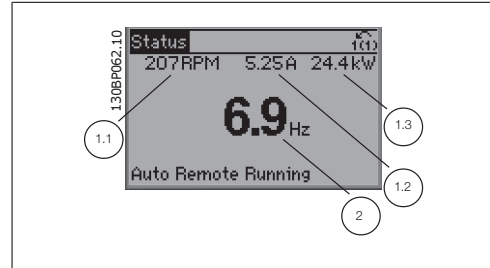 130BP062.10
Status
1(1)
207RPM 5.25A 24.4kW
6.9Hz
Auto Remote Running
1.1
1.2
1.3
2